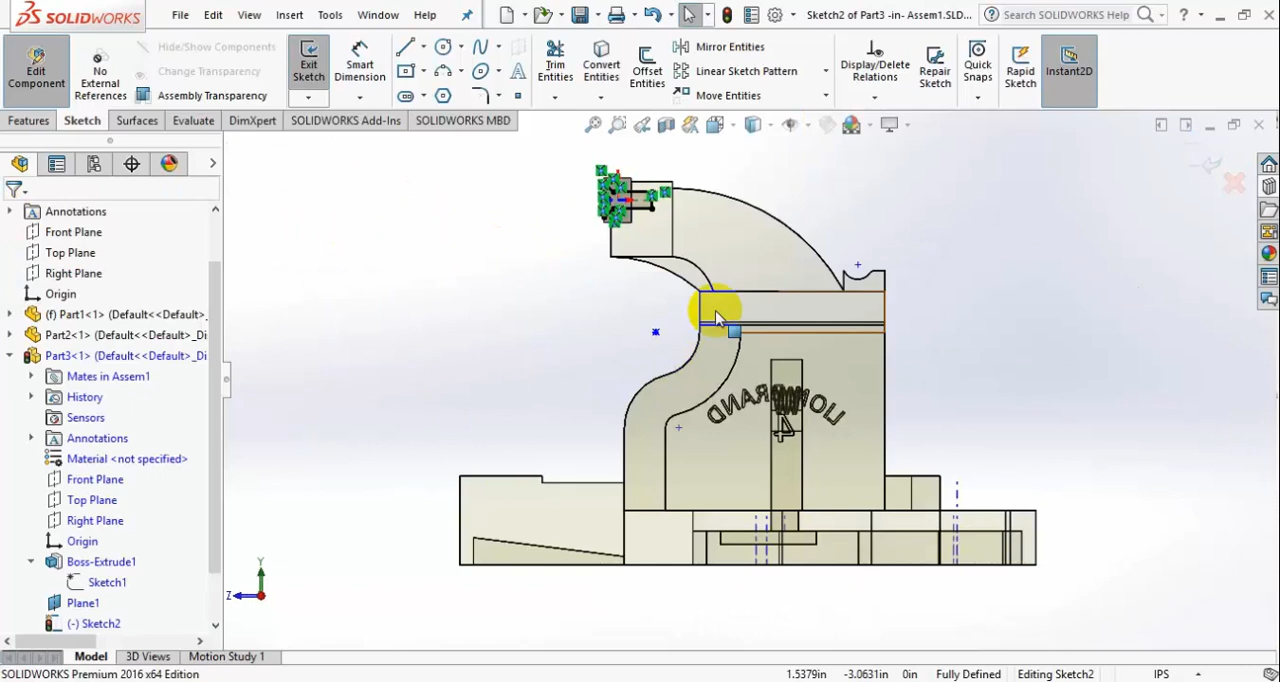 SOLIDWORKS
File Edit View Insert Tools Window Help
Sketch2 of Part3 -in- Assem1.SLD...
Search SOLIDWORKS Help
?
Edit Component
No External References
Hide/Show Components
Change Transparency
Assembly Transparency
Exit Sketch
Smart Dimension
Trim Entities
Convert Entities
Offset Entities
Mirror Entities
Linear Sketch Pattern
Move Entities
Display/Delete Relations
Repair Sketch
Quick Snaps
Rapid Sketch
Instant2D
Features Sketch Surfaces Evaluate DimXpert SOLIDWORKS Add-Ins SOLIDWORKS MBD
Annotations
Front Plane
Top Plane
Right Plane
Origin
(f) Part1<1> (Default<<Default>_
Part2<1> (Default<<Default>_Di
Part3<1> (Default<<Default>_Di
Mates in Assem1
History
Sensors
Annotations
Material <not specified>
Front Plane
Top Plane
Right Plane
Origin
Boss-Extrude1
Sketch1
Plane1
(-) Sketch2
Y
Z
4
Model 3D Views Motion Study 1
SOLIDWORKS Premium 2016 x64 Edition
1.5379in -3.0631in 0in Fully Defined Editing Sketch2 IPS